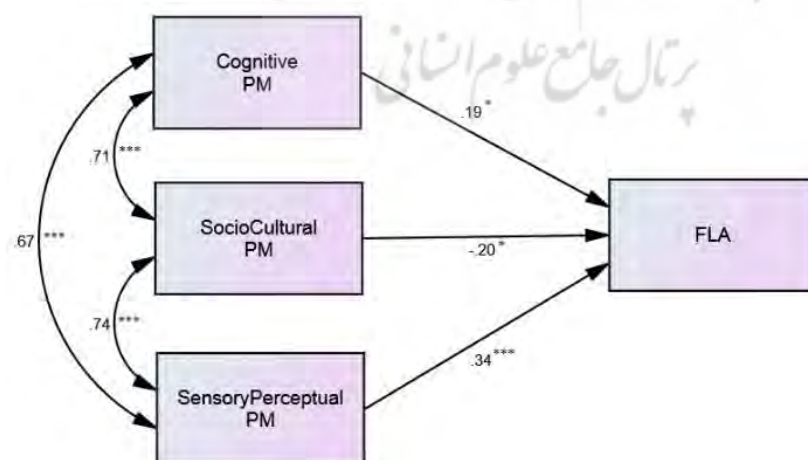 Cognitive
PM
پرتال جامع علوم انسانی
.19 *
.71 ***
SocioCultural
PM
FLA
.67 ***
-.20 *
.74 ***
.34 ***
SensoryPerceptual
PM